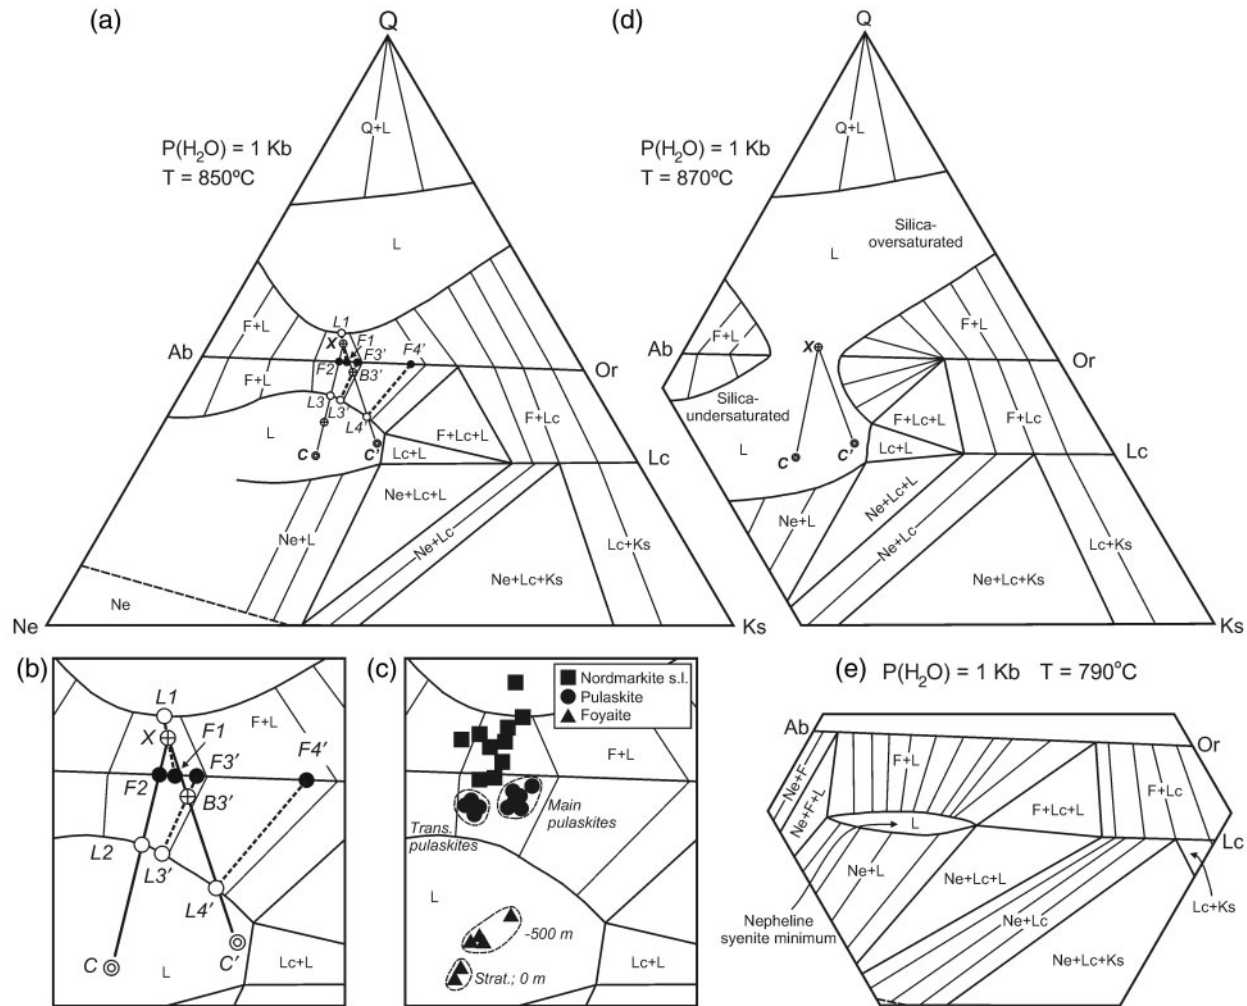 (a)
Q
P(H₂O) = 1 Kb
T = 850ºC
Q+L
L
F+L
L1
X
F1
Ab
F2
F3'
F4'
Or
F+L
B3'
L3
L3'
L4'
L
F+Lc
F+Lc+L
C
C'
Lc+L
Lc
Ne+Lc+L
Ne+L
Ne+Lc
Lc+Ks
Ne+Lc+Ks
Ne
Ne
Ks
(d)
Q
P(H₂O) = 1 Kb
T = 870ºC
Q+L
Silica-
oversaturated
L
F+L
F+L
Ab
X
Or
Silica-
undersaturated
F+Lc
F+Lc+L
L
C
C'
Lc+L
Lc
Ne+Lc+L
Ne+L
Ne+Lc
Lc+Ks
Ne+Lc+Ks
Ks
(b)
L1
X
F1
F+L
F2
F3'
F4'
B3'
L2
L3'
L4'
C
C'
L
Lc+L
(c)
Nordmarkite s.l.
Pulaskite
Foyaite
F+L
Trans.
pulaskites
Main
pulaskites
L
-500 m
Strat.; 0 m
Lc+L
(e)
P(H₂O) = 1 Kb T = 790°C
Ab
Or
Ne+F
Ne+F+L
F+L
F+Lc+L
F+Lc
L
Lc
Ne+L
Ne+Lc+L
Ne+Lc
Lc+Ks
Nepheline
syenite minimum
Ne+Lc+Ks